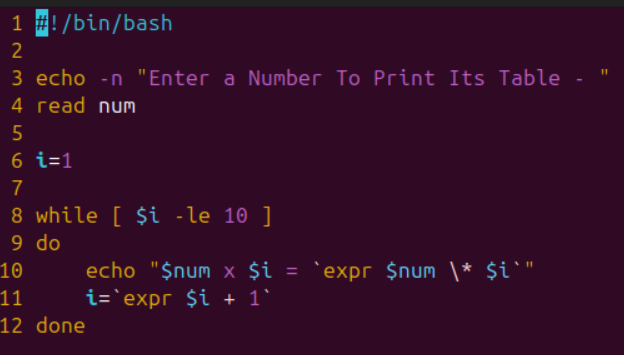 1 #!/bin/bash
2
3 echo -n "Enter a Number To Print Its Table - "
4 read num
5
6 i=1
7
8 while [ $i -le 10 ]
9 do
10     echo "$num x $i = `expr $num \* $i`"
11     i=`expr $i + 1`
12 done